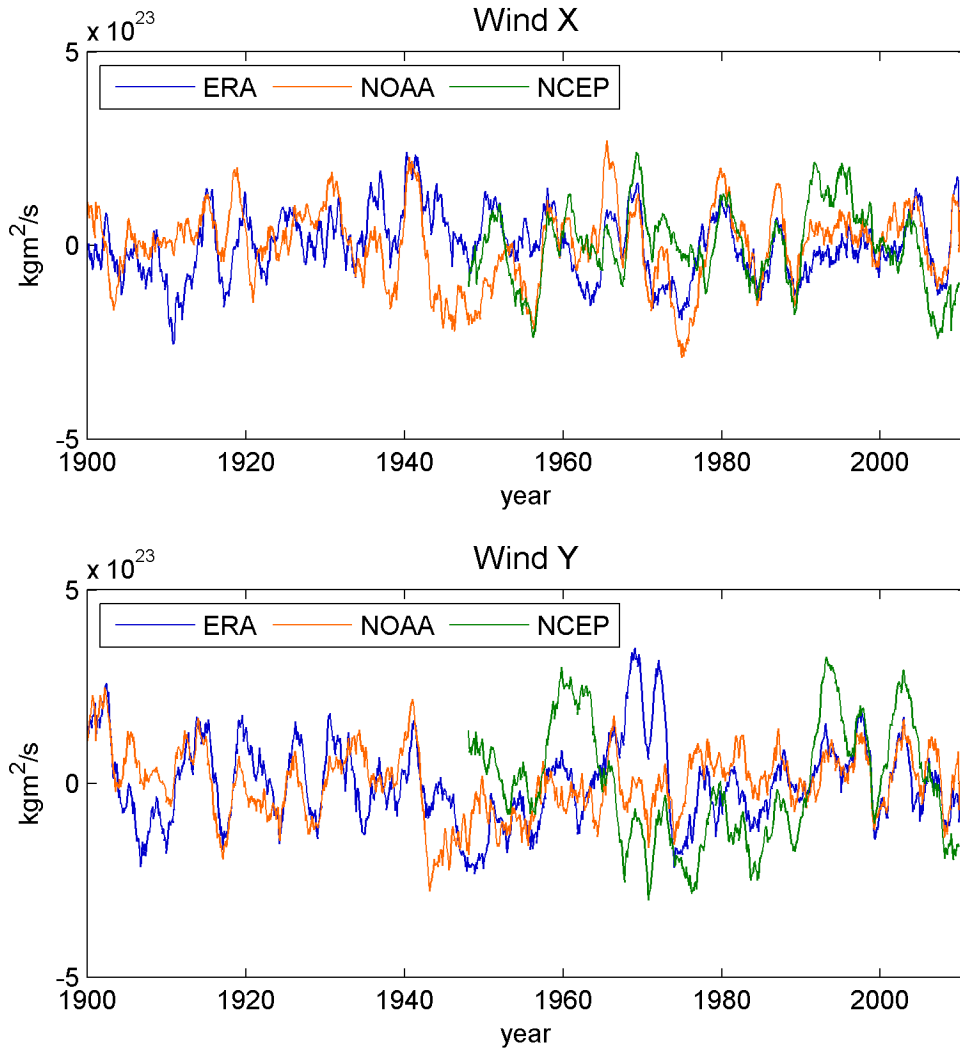 Wind X
x 10^23
5
ERA NOAA NCEP
0
kgm^2/s
-5
1900 1920 1940 1960 1980 2000
year
Wind Y
x 10^23
5
ERA NOAA NCEP
0
kgm^2/s
-5
1900 1920 1940 1960 1980 2000
year